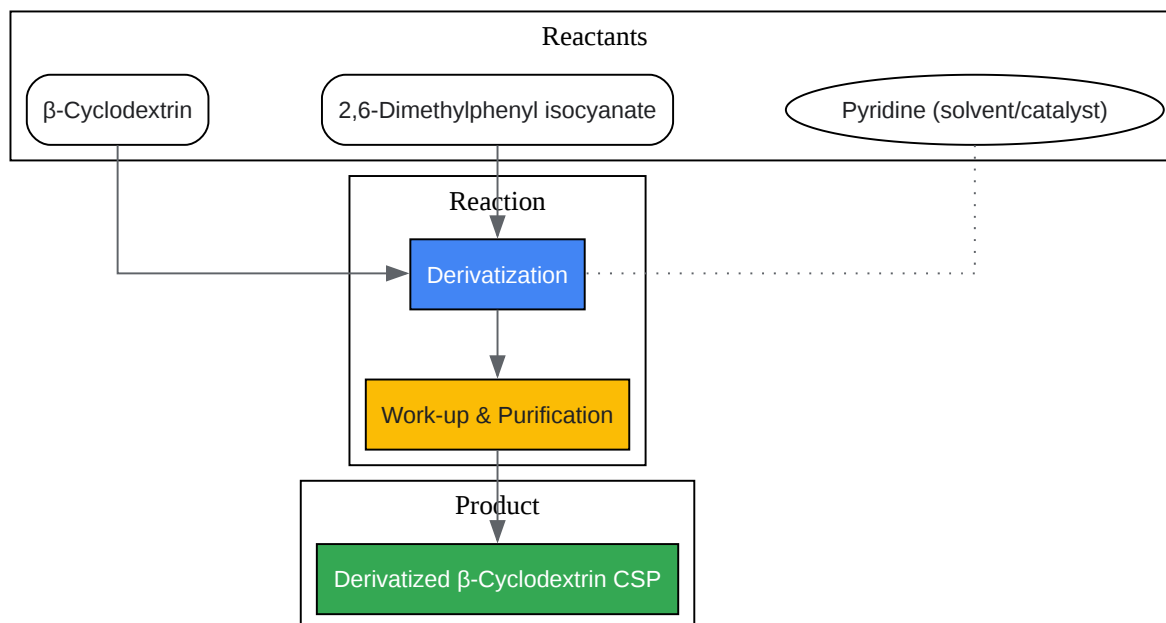 Reactants
β-Cyclodextrin
2,6-Dimethylphenyl isocyanate
Pyridine (solvent/catalyst)
Reaction
Derivatization
Work-up & Purification
Product
Derivatized β-Cyclodextrin CSP